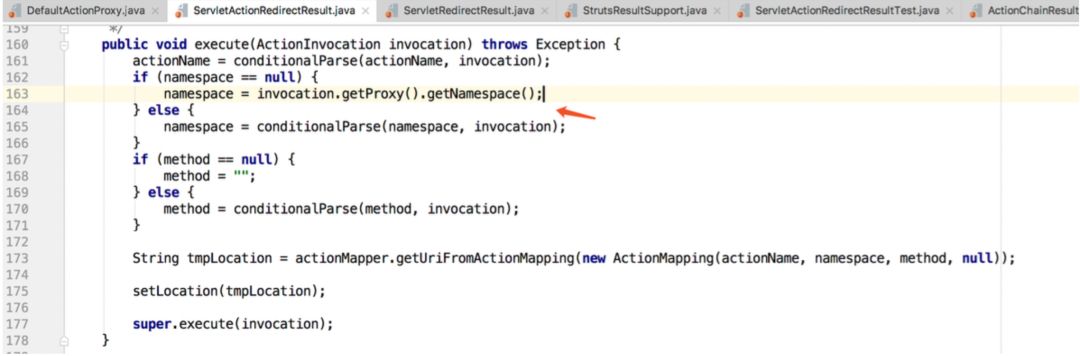 DefaultActionProxy.java × ServletActionRedirectResult.java × ServletRedirectResult.java × StrutsResultSupport.java × ServletActionRedirectResultTest.java × ActionChainResult
159 */
160 public void execute(ActionInvocation invocation) throws Exception {
161 actionName = conditionalParse(actionName, invocation);
162 if (namespace == null) {
163 namespace = invocation.getProxy().getNamespace();
164 } else {
165 namespace = conditionalParse(namespace, invocation);
166 }
167 if (method == null) {
168 method = "";
169 } else {
170 method = conditionalParse(method, invocation);
171 }
172
173 String tmpLocation = actionMapper.getUriFromActionMapping(new ActionMapping(actionName, namespace, method, null));
174
175 setLocation(tmpLocation);
176
177 super.execute(invocation);
178 }